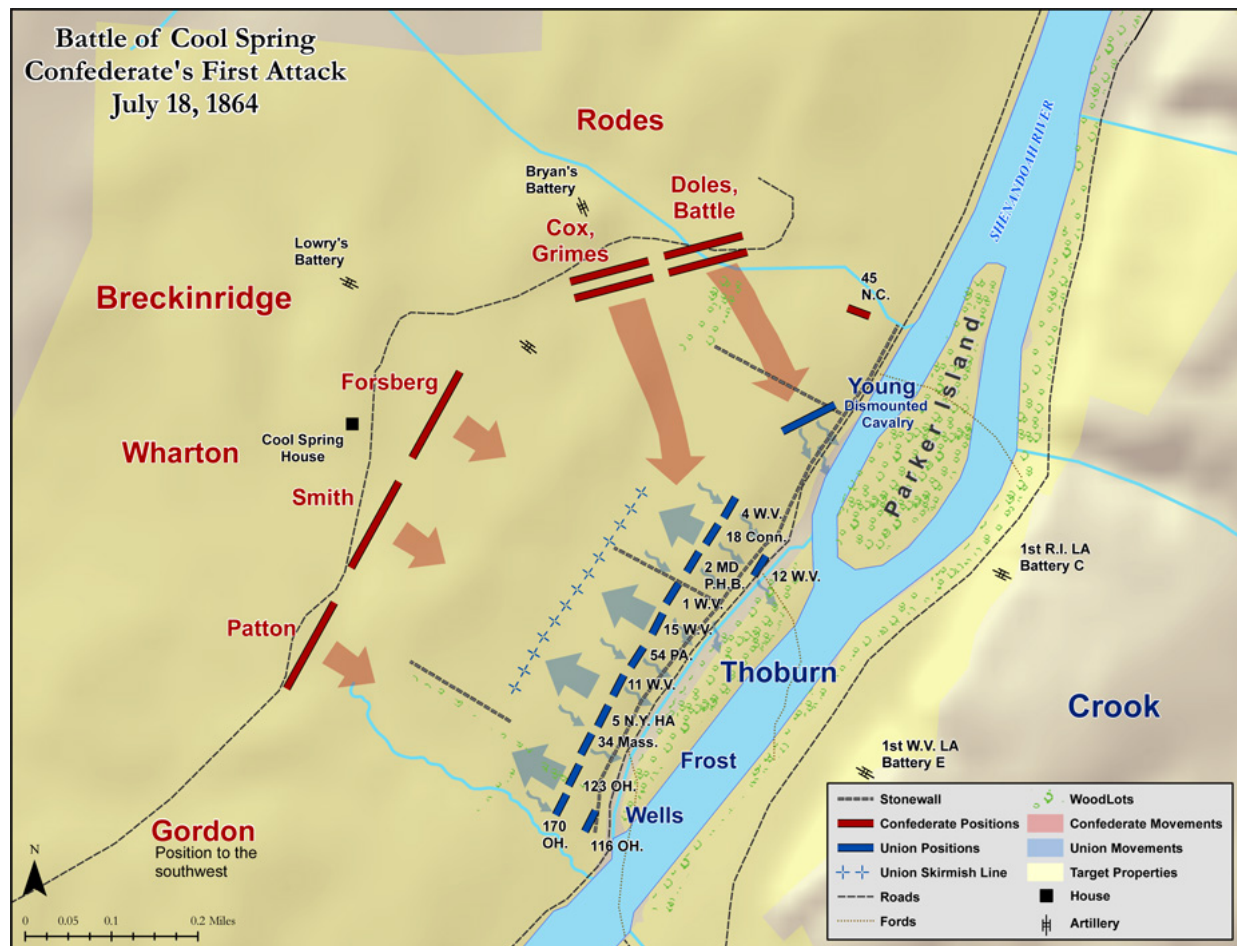 Battle of Cool Spring
Confederate's First Attack
July 18, 1864
Rodes
Bryan's
Battery
Doles,
Battle
Cox,
Grimes
Lowry's
Battery
Breckinridge
45
N.C.
SHENANDOAH RIVER
Parker Island
Forsberg
Young
Dismounted
Cavalry
Cool Spring
House
Wharton
Smith
4 W.V.
18 Conn.
2 MD
P.H.B.
12 W.V.
1st R.I. LA
Battery C
1 W.V.
15 W.V.
Patton
54 PA.
Thoburn
11 W.V.
Crook
5 N.Y. HA
34 Mass.
Frost
1st W.V. LA
Battery E
123 OH.
Wells
170
OH.
116 OH.
Gordon
Position to the
southwest
N
0 0.05 0.1 0.2 Miles
Stonewall
Confederate Positions
Union Positions
Union Skirmish Line
Roads
Fords
WoodLots
Confederate Movements
Union Movements
Target Properties
House
Artillery